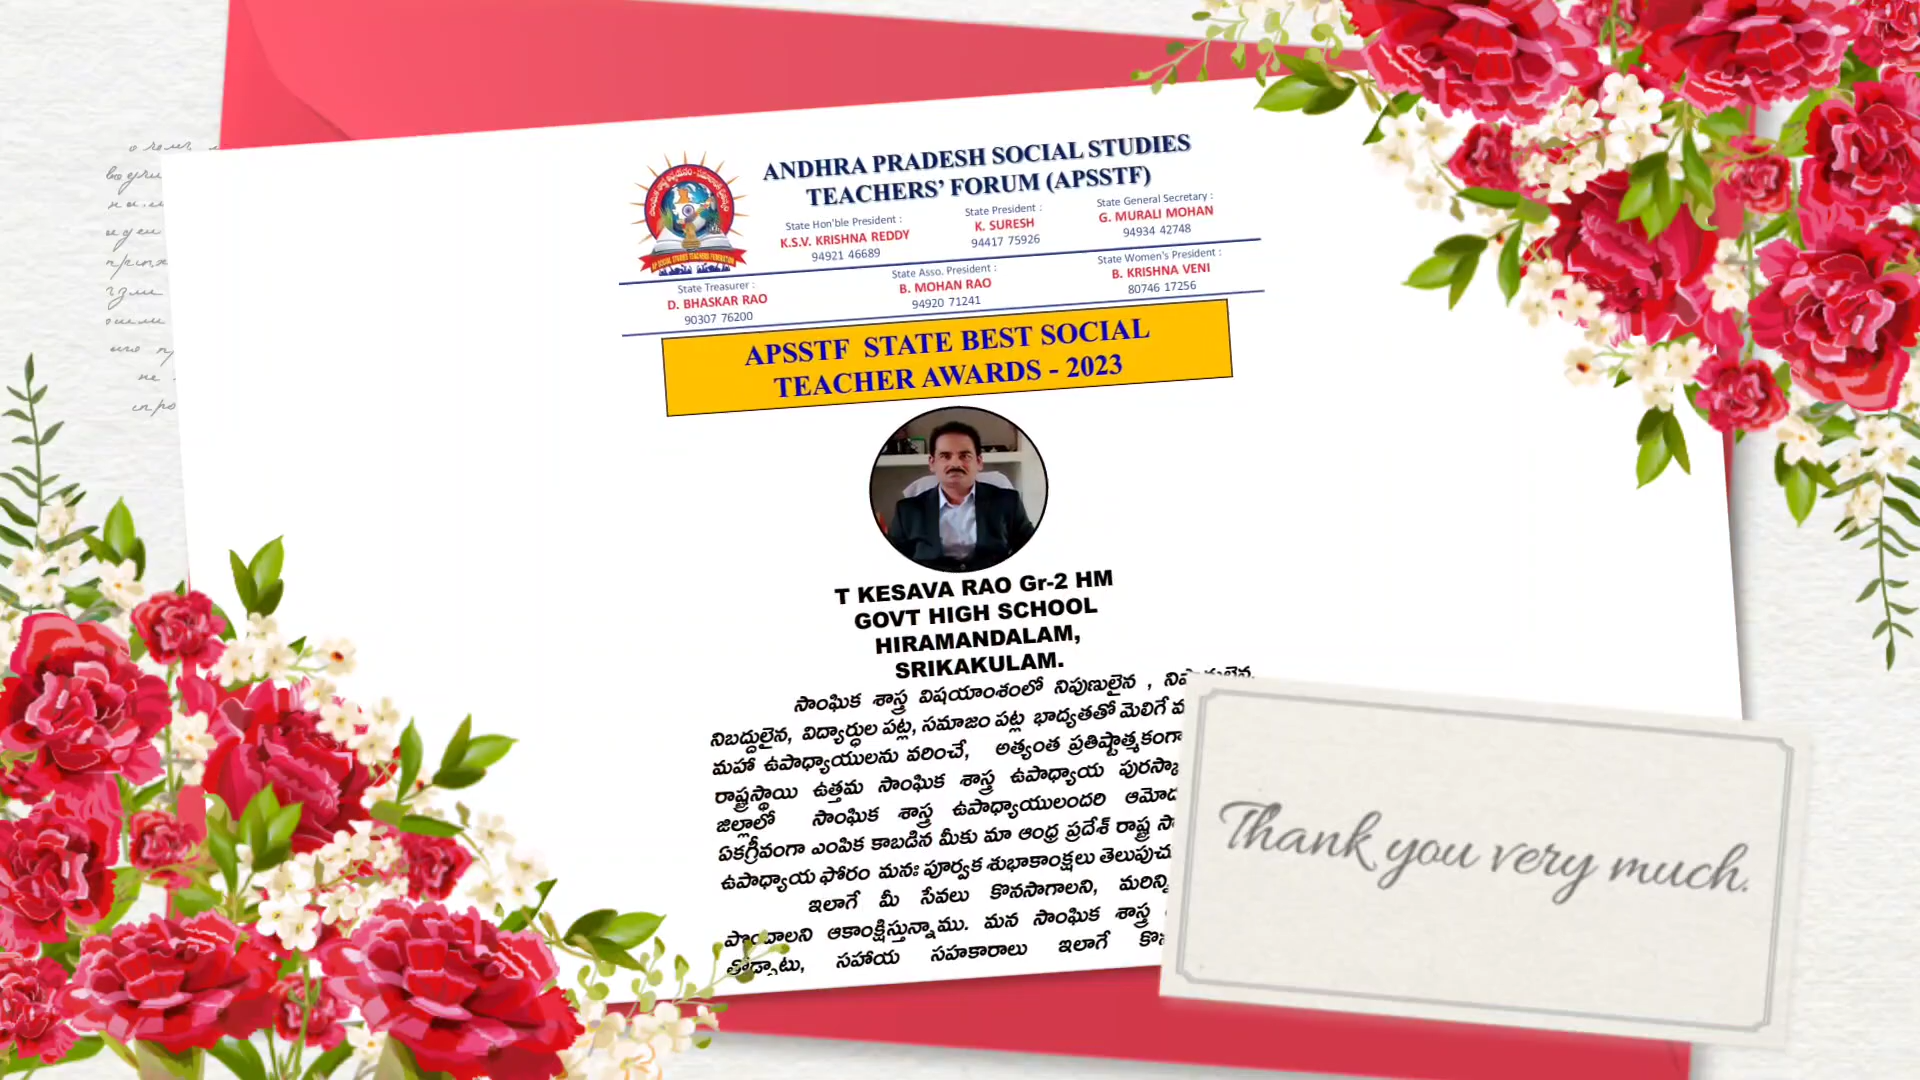 ANDHRA PRADESH SOCIAL STUDIES
TEACHERS' FORUM (APSSTF)
State Hon'ble President :
K.S.V. KRISHNA REDDY
94921 46689
State President :
K. SURESH
94417 75926
State General Secretary :
G. MURALI MOHAN
94934 42748
State Treasurer :
D. BHASKAR RAO
90307 76200
State Asso. President :
B. MOHAN RAO
94920 71241
State Women's President :
B. KRISHNA VENI
80746 17256
APSSTF STATE BEST SOCIAL
TEACHER AWARDS - 2023
T KESAVA RAO Gr-2 HM
GOVT HIGH SCHOOL
HIRAMANDALAM,
SRIKAKULAM.
సాంఘిక శాస్త్ర విషయాంశంలో నిపుణులైన ,
నిబద్దులైన, విద్యార్థుల పట్ల, సమాజం పట్ల భాద్యతతో మెలిగే
మహా ఉపాధ్యాయులను వరించే, అత్యంత ప్రతిష్టాత్మకంగా
రాష్ట్రస్థాయి ఉత్తమ సాంఘిక శాస్త్ర ఉపాధ్యాయ
జిల్లాలో సాంఘిక శాస్త్ర ఉపాధ్యాయులందరి
ఏకగ్రీవంగా ఎంపిక కాబడిన మీకు మా ఆంధ్ర ప్రదేశ్ రాష్ట్ర
ఉపాధ్యాయ ఫోరం మనః పూర్వక శుభాకాంక్షలు
ఇలాగే మీ సేవలు కొనసాగాలని,
పొందాలని ఆకాంక్షిస్తున్నాము. మన సాంఘిక శాస్త్ర
తోడ్పాటు, సహాయ సహకారాలు ఇలాగే
Thank you very much.